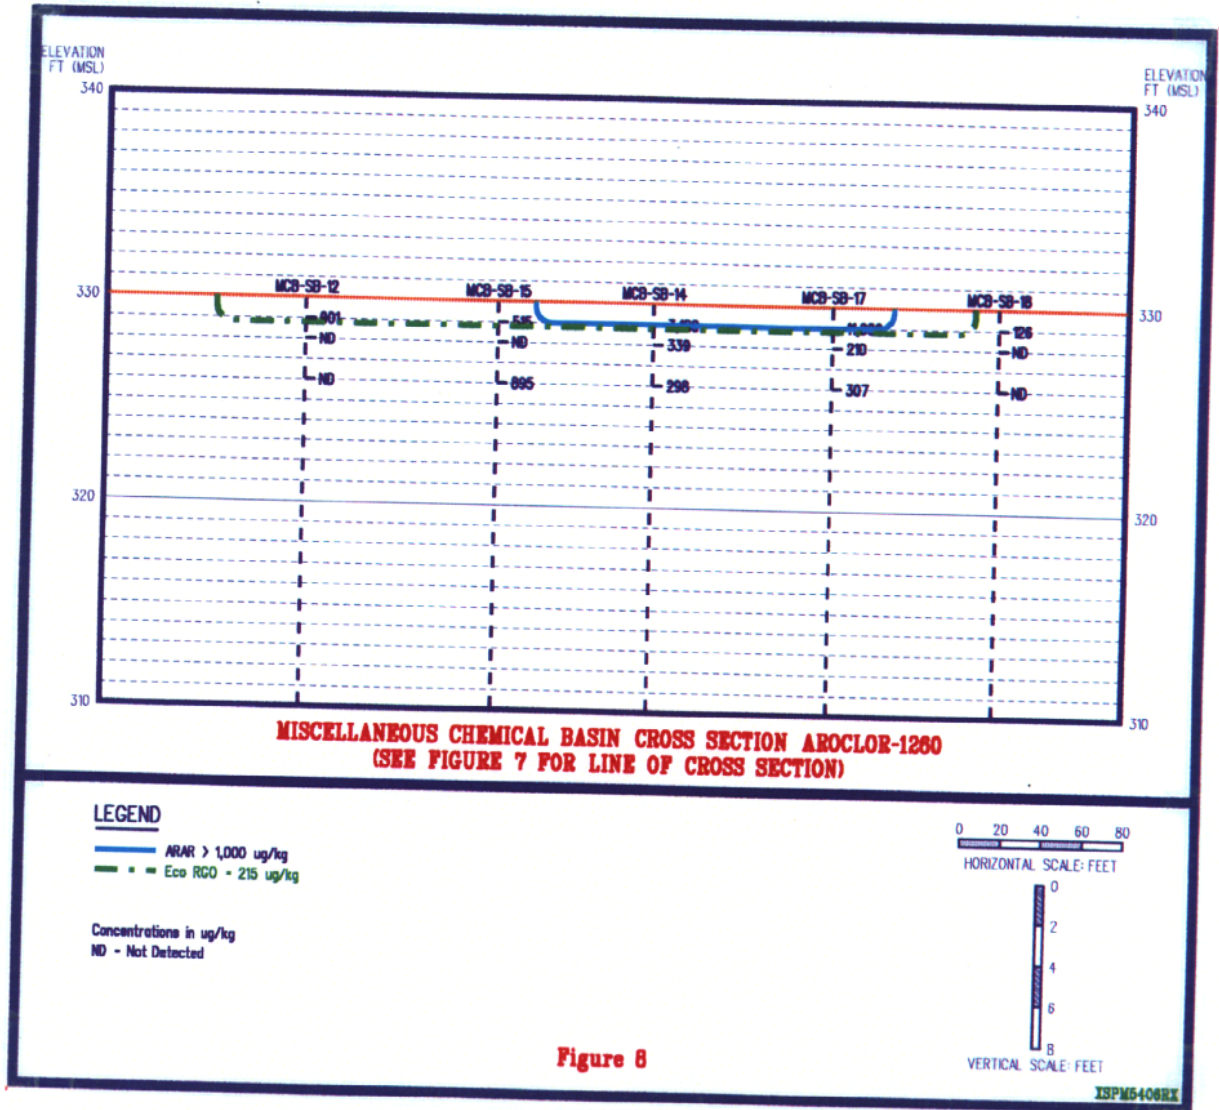 ELEVATION
FT (MSL)
ELEVATION
FT (MSL)
340
340
MCB-SB-12
MCB-SB-15
MCB-SB-14
MCB-SB-17
MCB-SB-18
330
330
901
126
ND
ND
339
210
ND
ND
895
298
307
ND
320
320
310
310
MISCELLANEOUS CHEMICAL BASIN CROSS SECTION AROCLOR-1260
(SEE FIGURE 7 FOR LINE OF CROSS SECTION)
LEGEND
ARAR > 1,000 ug/kg
Eco RGO - 215 ug/kg
Concentrations in ug/kg
ND - Not Detected
0 20 40 60 80
HORIZONTAL SCALE: FEET
0
2
4
6
8
VERTICAL SCALE: FEET
Figure 8
XSPM5406RX